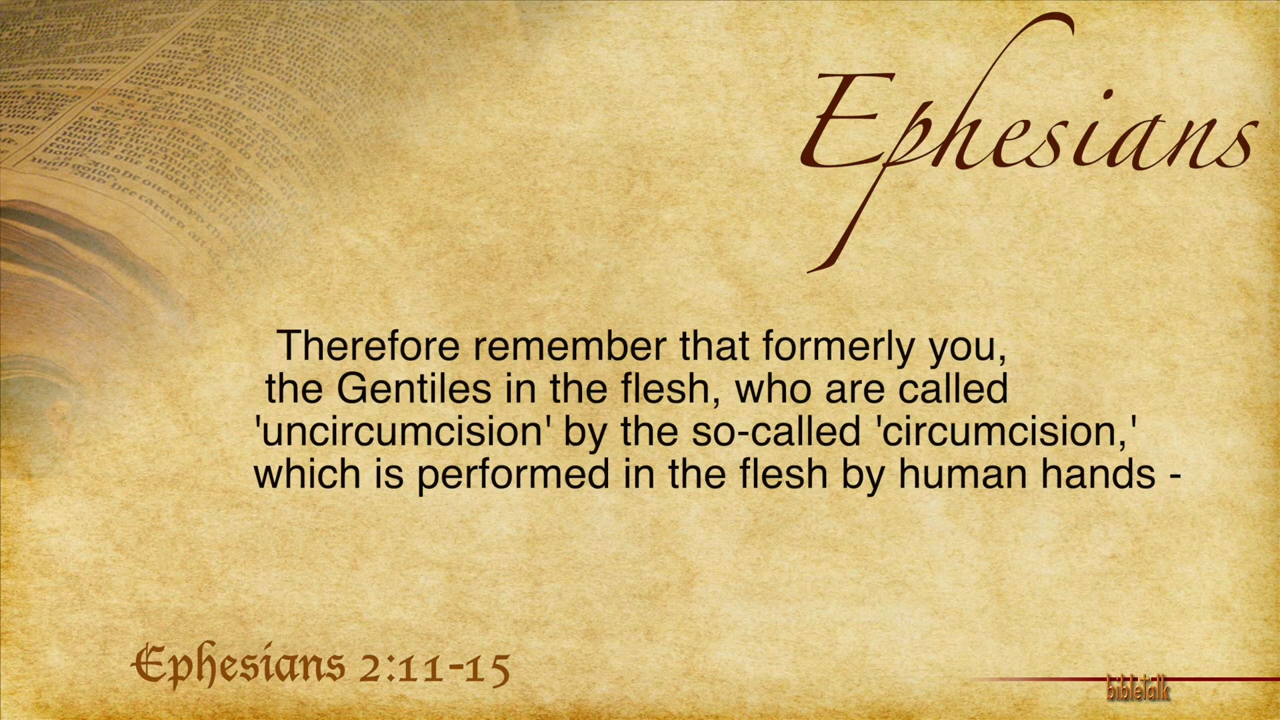 Ephesians
Therefore remember that formerly you,
the Gentiles in the flesh, who are called
'uncircumcision' by the so-called 'circumcision,'
which is performed in the flesh by human hands -
Ephesians 2:11-15
bibletalk